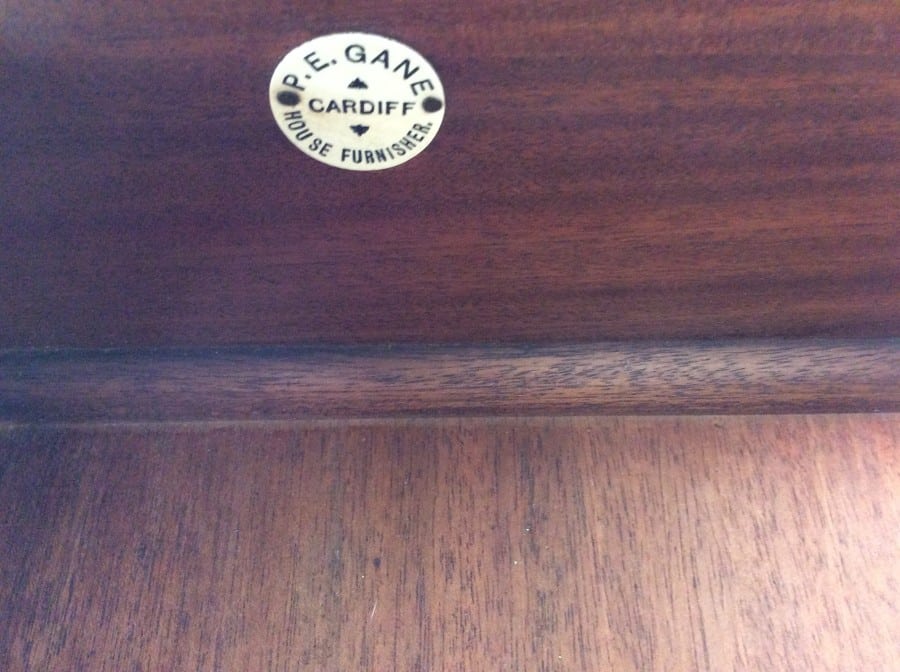 P.E. GANE
CARDIFF
HOUSE FURNISHER.